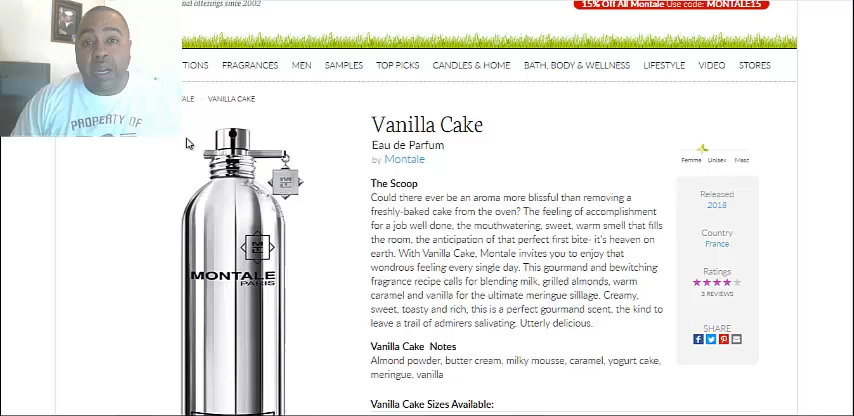 nal offerings since 2002
15% Off All Montale Use code: MONTALE15
TIONS FRAGRANCES MEN SAMPLES TOP PICKS CANDLES & HOME BATH, BODY & WELLNESS LIFESTYLE VIDEO STORES
ALE VANILLA CAKE
PROPERTY OF
MONTALE
PARIS
Vanilla Cake
Eau de Parfum
by Montale
The Scoop
Could there ever be an aroma more blissful than removing a
freshly-baked cake from the oven? The feeling of accomplishment
for a job well done, the mouthwatering, sweet, warm smell that fills
the room, the anticipation of that perfect first bite- it's heaven on
earth. With Vanilla Cake, Montale invites you to enjoy that
wondrous feeling every single day. This gourmand and bewitching
fragrance recipe calls for blending milk, grilled almonds, warm
caramel and vanilla for the ultimate meringue sillage. Creamy,
sweet, toasty and rich, this is a perfect gourmand scent, the kind to
leave a trail of admirers salivating. Utterly delicious.
Vanilla Cake Notes
Almond powder, butter cream, milky mousse, caramel, yogurt cake,
meringue, vanilla
Vanilla Cake Sizes Available:
Femme Unisex Masc
Released
2018
Country
France
Ratings
3 REVIEWS
SHARE